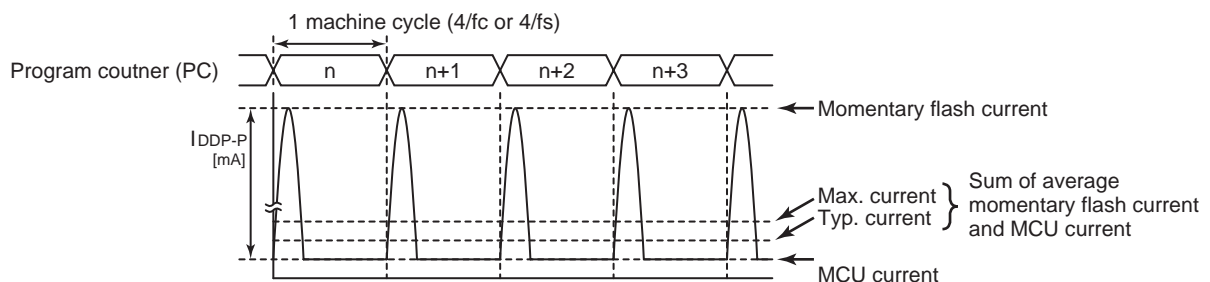 1 machine cycle (4/fc or 4/fs)
Program coutner (PC)
n
n+1
n+2
n+3
Momentary flash current
IDDP-P
[mA]
Max. current
Typ. current
Sum of average
momentary flash current
and MCU current
MCU current